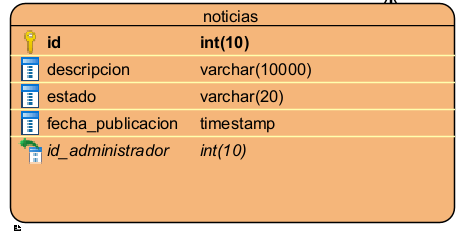 noticias
id int(10)
descripcion varchar(10000)
estado varchar(20)
fecha_publicacion timestamp
id_administrador int(10)